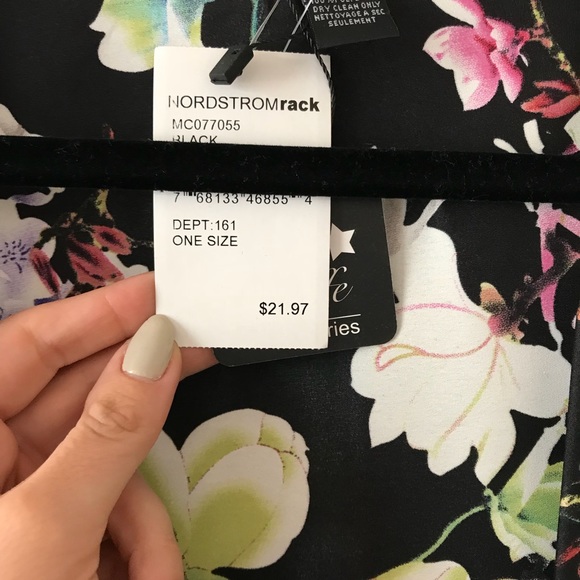 DRY CLEAN ONLY
NETTOYAGE A SEC
SEULEMENT
NORDSTROMrack
MC077055
BLACK
7 68133 46855 4
DEPT:161
ONE SIZE
$21.97